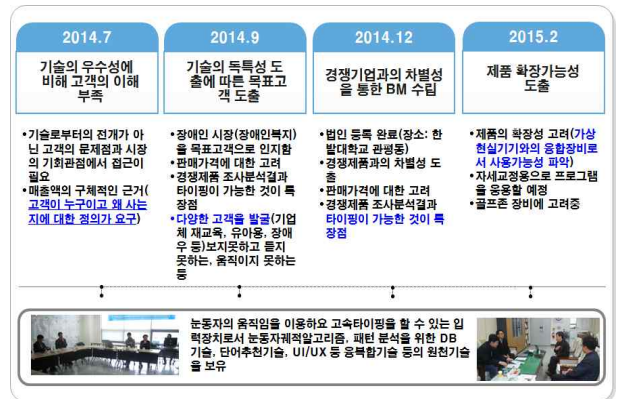 2014.7
기술의 우수성에
비해 고객의 이해
부족
•기술로부터의 전개가 아
닌 고객의 문제점과 시장
의 기회관점에서 접근이
필요
•매출액의 구체적인 근거(
고객이 누구이고 왜 사는
지에 대한 정의가 요구)
2014.9
기술의 독특성 도
출에 따른 목표고
객 도출
•장애인 시장(장애인복지)
을 목표고객으로 인지함
•판매가격에 대한 고려
•경쟁제품 조사분석결과
타이핑이 가능한 것이 특
장점
•다양한 고객을 발굴(기업
체 재교육, 유아용, 장애
우 등)보지못하고 듣지
못하는, 움직이지 못하는
등
2014.12
경쟁기업과의 차별성
을 통한 BM 수립
•법인 등록 완료(장소: 한
밭대학교 관평동)
•경쟁제품과의 차별성 도
출
•판매가격에 대한 고려
•경쟁제품 조사분석결과
타이핑이 가능한 것이 특
장점
2015.2
제품 확장가능성
도출
•제품의 확장성 고려(가상
현실기기와의 융합장비로
서 사용가능성 파악)
•자세교정용으로 프로그램
을 응용할 예정
•골프존 장비에 고려중
눈동자의 움직임을 이용하요 고속타이핑을 할 수 있는 입
력장치로서 눈동자궤적알고리즘, 패턴 분석을 위한 DB
기술, 단어추천기술, UI/UX 등 융복합기술 등의 원천기술
을 보유